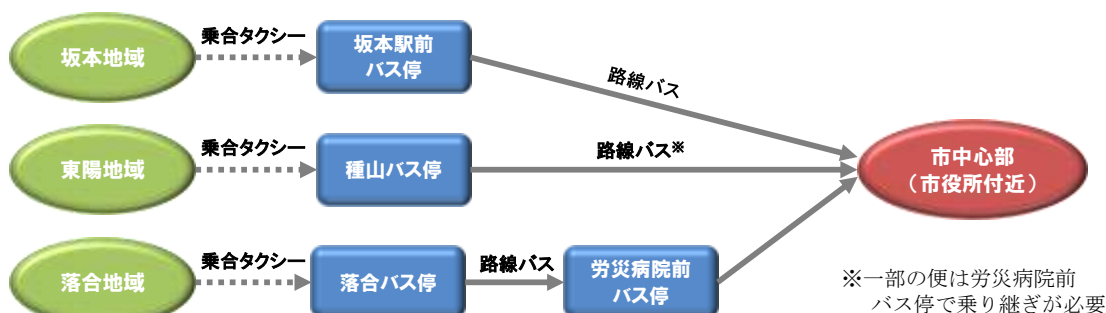 坂本地域
乗合タクシー
坂本駅前
バス停
路線バス
東陽地域
乗合タクシー
種山バス停
路線バス※
市中心部
(市役所付近)
落合地域
乗合タクシー
落合バス停
路線バス
労災病院前
バス停
※一部の便は労災病院前
バス停で乗り継ぎが必要